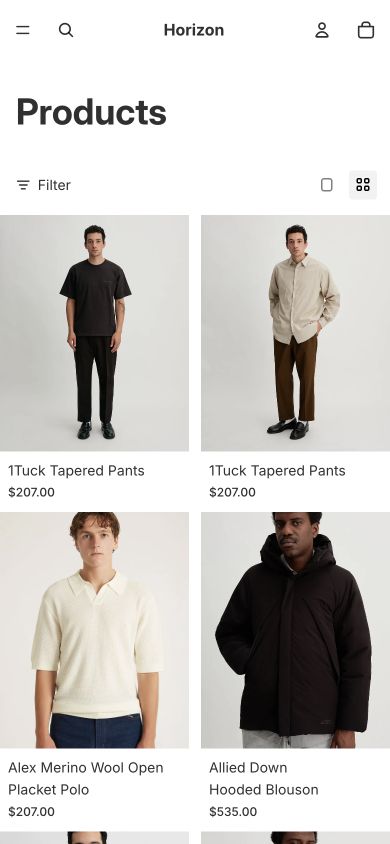 Horizon
Products
Filter
1Tuck Tapered Pants
$207.00
1Tuck Tapered Pants
$207.00
Alex Merino Wool Open
Placket Polo
$207.00
Allied Down
Hooded Blouson
$535.00